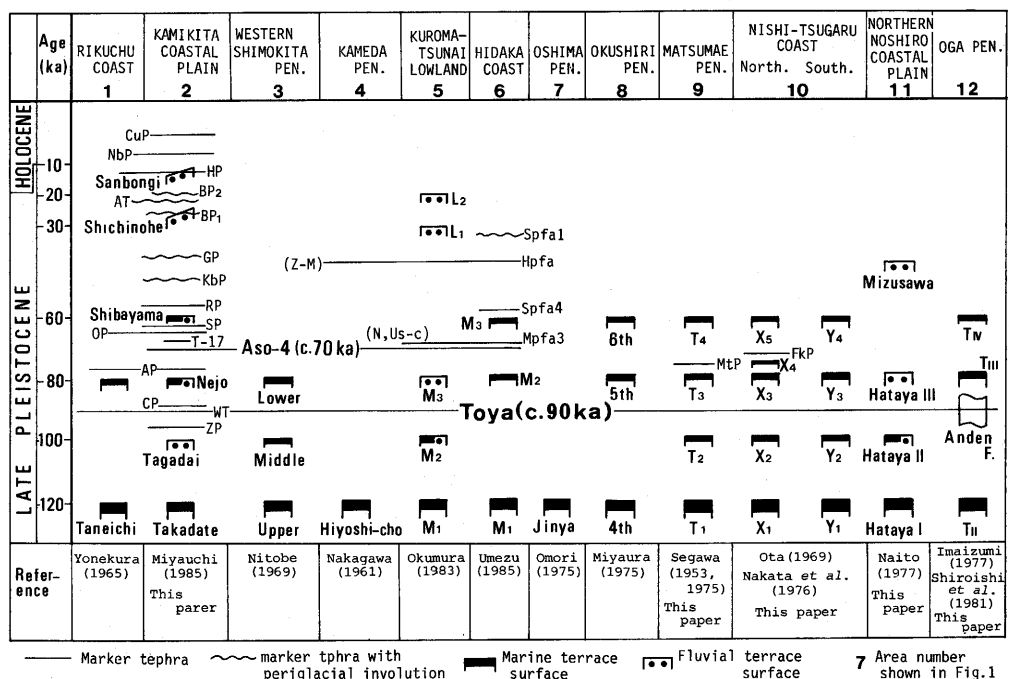 Age (ka)
RIKUCHU COAST 1
KAMIKITA COASTAL PLAIN 2
WESTERN SHIMOKITA PEN. 3
KAMEDA PEN. 4
KUROMA- TSUNAI LOWLAND 5
HIDAKA COAST 6
OSHIMA PEN. 7
OKUSHIRI PEN. 8
MATSUMAE PEN. 9
NISHI-TSUGARU COAST North. South. 10
NORTHERN NOSHIRO COASTAL PLAIN 11
OGA PEN. 12
HOLOCENE
LATE PLEISTOCENE
CuP
NbP
10
HP
Sanbongi
20
BP2
AT
L2
BP1
Shichinohe
30
L1
Spfa1
GP
(Z-M)
Hpfa
KbP
Mizusawa
RP
Spfa4
Shibayama
60
SP
M3
6th
T4
X5
Y4
TIV
OP
T-17
(N,Us-c)
Mpfa3
Aso-4 (c.70 ka)
FkP
AP
MtP
X4
TIII
80
Nejo
Lower
M3
M2
5th
T3
X3
Y3
Hataya III
CP
WT
Toya (c.90ka)
ZP
100
Tagadai
Middle
M2
T2
X2
Y2
Hataya II
Anden F.
120
Taneichi
Takadate
Upper
Hiyoshi-cho
M1
M1
Jinya
4th
T1
X1
Y1
Hataya I
TII
Refer- ence
Yonekura (1965)
Miyauchi (1985) This parer
Nitobe (1969)
Nakagawa (1961)
Okumura (1983)
Umezu (1985)
Omori (1975)
Miyaura (1975)
Segawa (1953, 1975) This paper
Ota (1969) Nakata et al. (1976) This paper
Naito (1977) This paper
Imaizumi (1977) Shiroishi et al. (1981) This paper
Marker tephra
marker tphra with periglacial involution
Marine terrace surface
Fluvial terrace surface
7 Area number shown in Fig.1